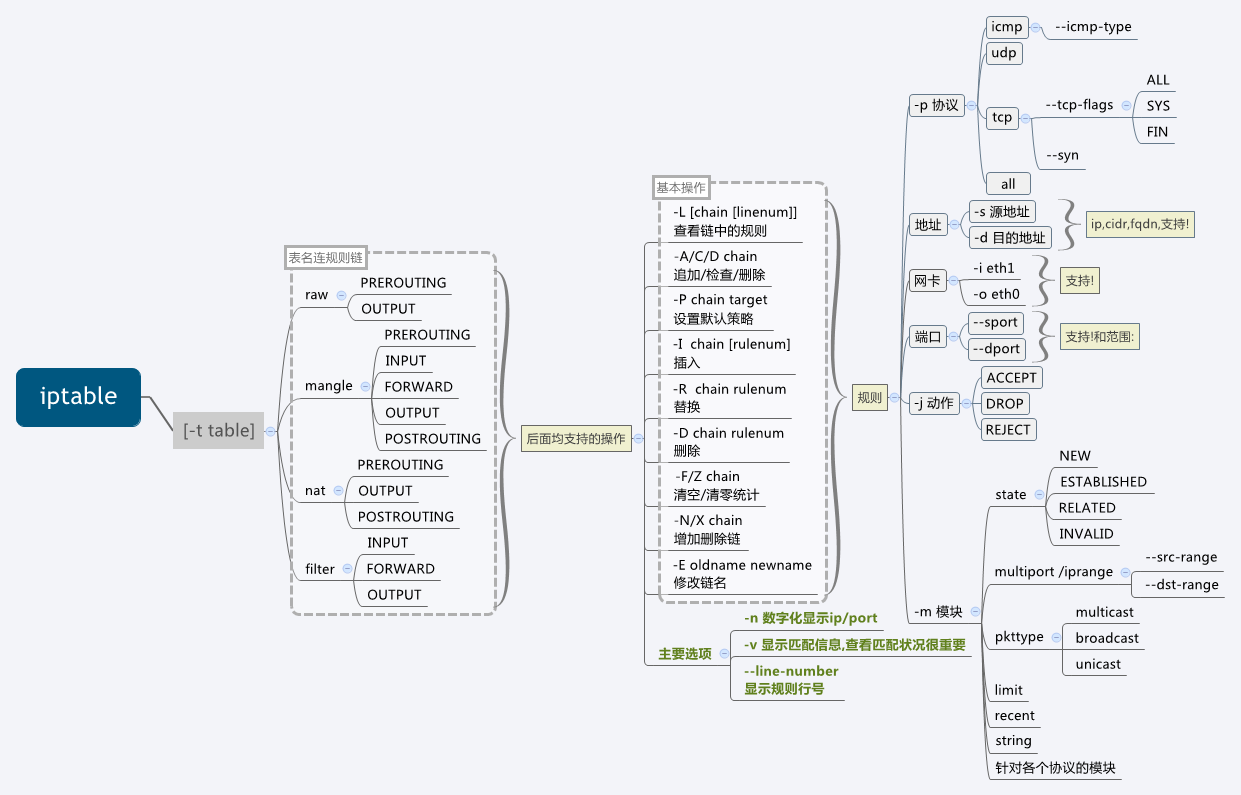 iptable
[-t table]
表名连规则链
raw
PREROUTING
OUTPUT
mangle
PREROUTING
INPUT
FORWARD
OUTPUT
POSTROUTING
nat
PREROUTING
OUTPUT
POSTROUTING
filter
INPUT
FORWARD
OUTPUT
后面均支持的操作
基本操作
-L [chain [linenum]]
查看链中的规则
-A/C/D chain
追加/检查/删除
-P chain target
设置默认策略
-I chain [rulenum]
插入
-R chain rulenum
替换
-D chain rulenum
删除
-F/Z chain
清空/清零统计
-N/X chain
增加删除链
-E oldname newname
修改链名
主要选项
-n 数字化显示ip/port
-v 显示匹配信息,查看匹配状况很重要
--line-number
显示规则行号
规则
-p 协议
icmp
--icmp-type
udp
tcp
--tcp-flags
ALL
SYS
FIN
--syn
all
地址
-s 源地址
-d 目的地址
ip,cidr,fqdn,支持!
网卡
-i eth1
-o eth0
支持!
端口
--sport
--dport
支持!和范围:
-j 动作
ACCEPT
DROP
REJECT
-m 模块
state
NEW
ESTABLISHED
RELATED
INVALID
multiport /iprange
--src-range
--dst-range
pkttype
multicast
broadcast
unicast
limit
recent
string
针对各个协议的模块